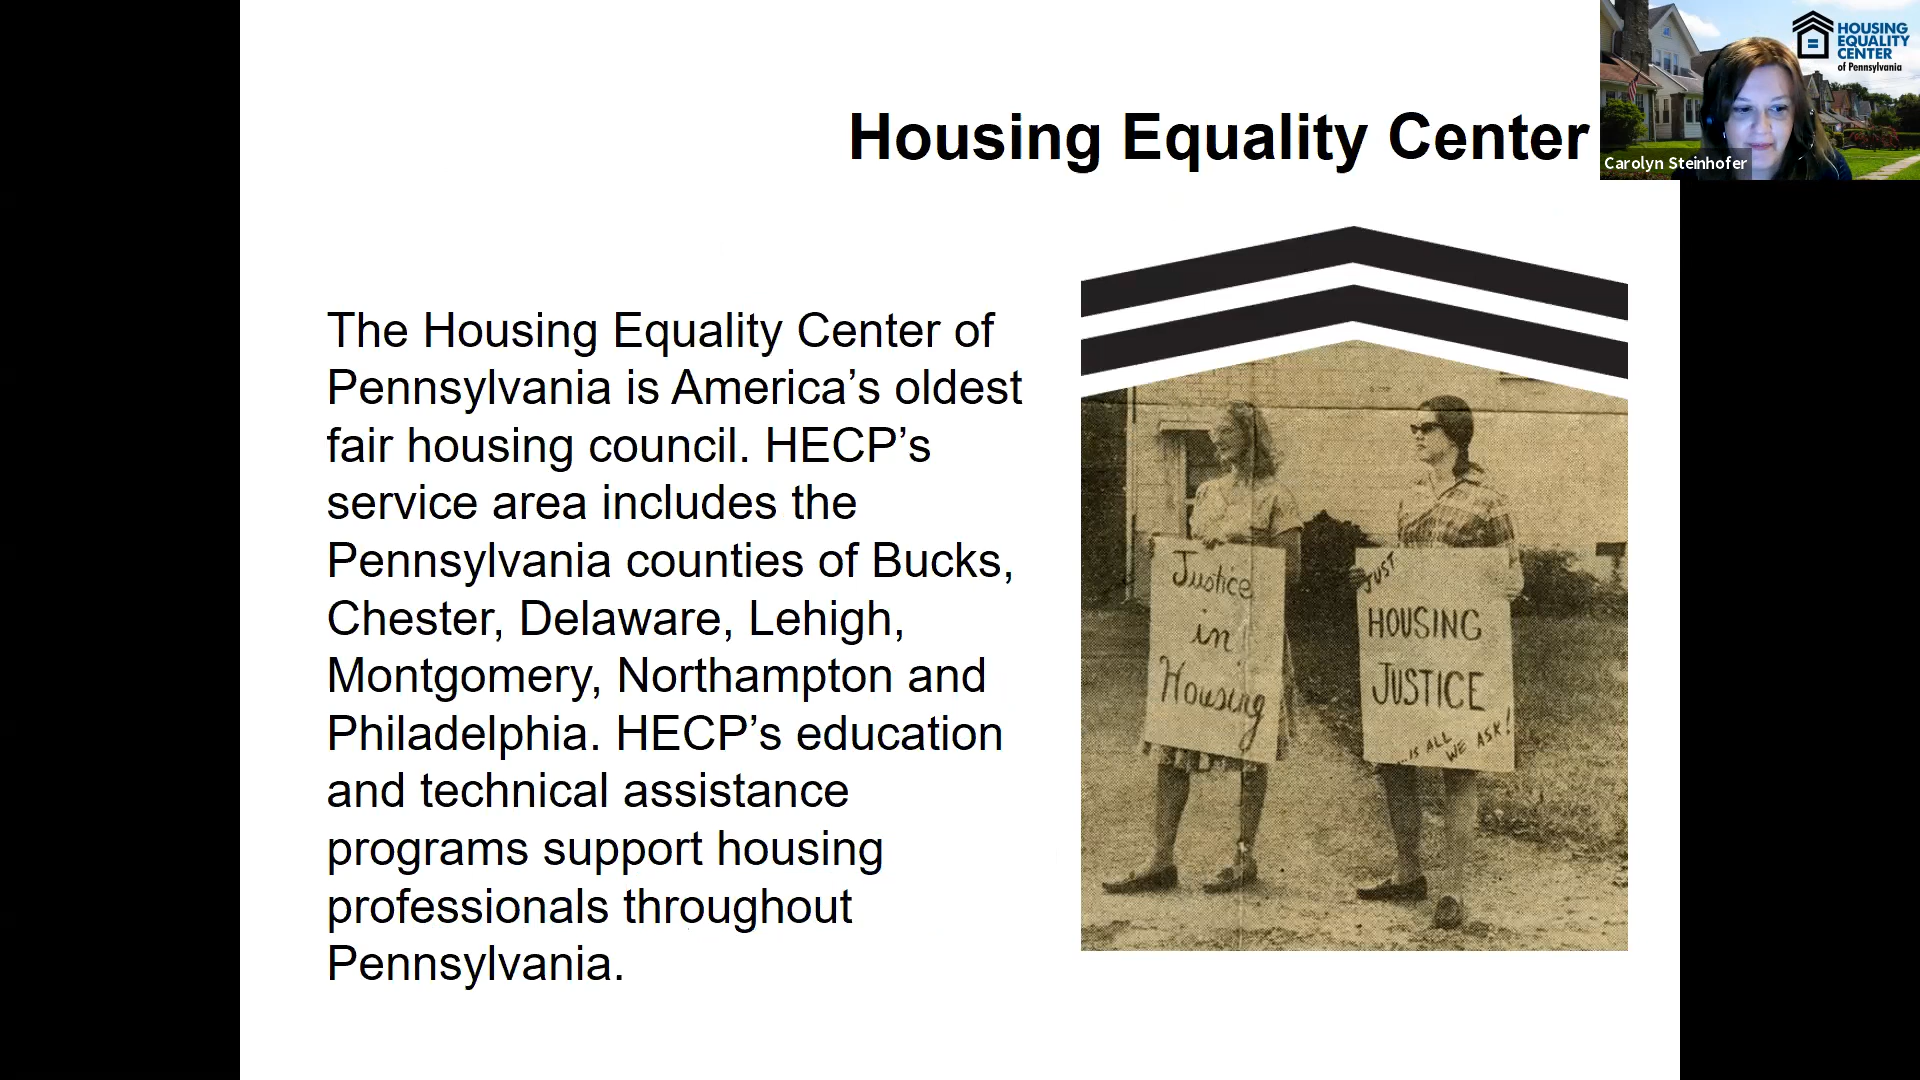 Housing Equality Center
HOUSING
EQUALITY
CENTER
of Pennsylvania
Carolyn Steinhofer
The Housing Equality Center of
Pennsylvania is America’s oldest
fair housing council. HECP’s
service area includes the
Pennsylvania counties of Bucks,
Chester, Delaware, Lehigh,
Montgomery, Northampton and
Philadelphia. HECP’s education
and technical assistance
programs support housing
professionals throughout
Pennsylvania.
Justice
in
Housing
JUST
HOUSING
JUSTICE
...IS ALL
WE ASK!